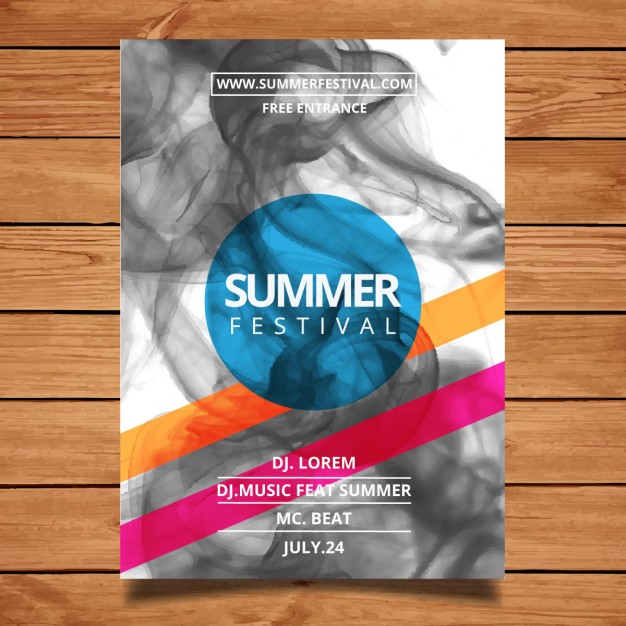 WWW.SUMMERFESTIVAL.COM
FREE ENTRANCE
SUMMER
FESTIVAL
DJ. LOREM
DJ.MUSIC FEAT SUMMER
MC. BEAT
JULY.24